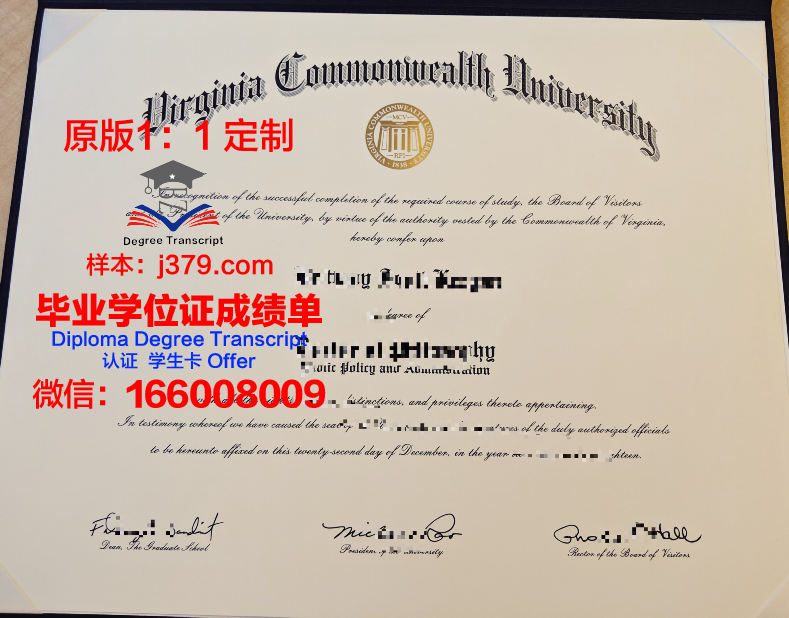 Virginia Commonwealth University
原版1：1 定制
VIRGINIA COMMONWEALTH UNIVERSITY
MCV
RPI
1838
In recognition of the successful completion of the required course of study, the Board of Visitors
of the University, by virtue of the authority vested by the Commonwealth of Virginia,
hereby confer upon
Degree Transcript
样本：j379.com
毕业学位证成绩单
of
Diploma Degree Transcript
认证 学生卡 Offer
Policy and Administration
微信：166008009
and privileges thereto appertaining.
In testimony whereof we have caused the of the duly authorized officials
to be hereunto affixed on this twenty-second day of December, in the year
Dean, The Graduate School
President University
Rector of the Board of Visitors